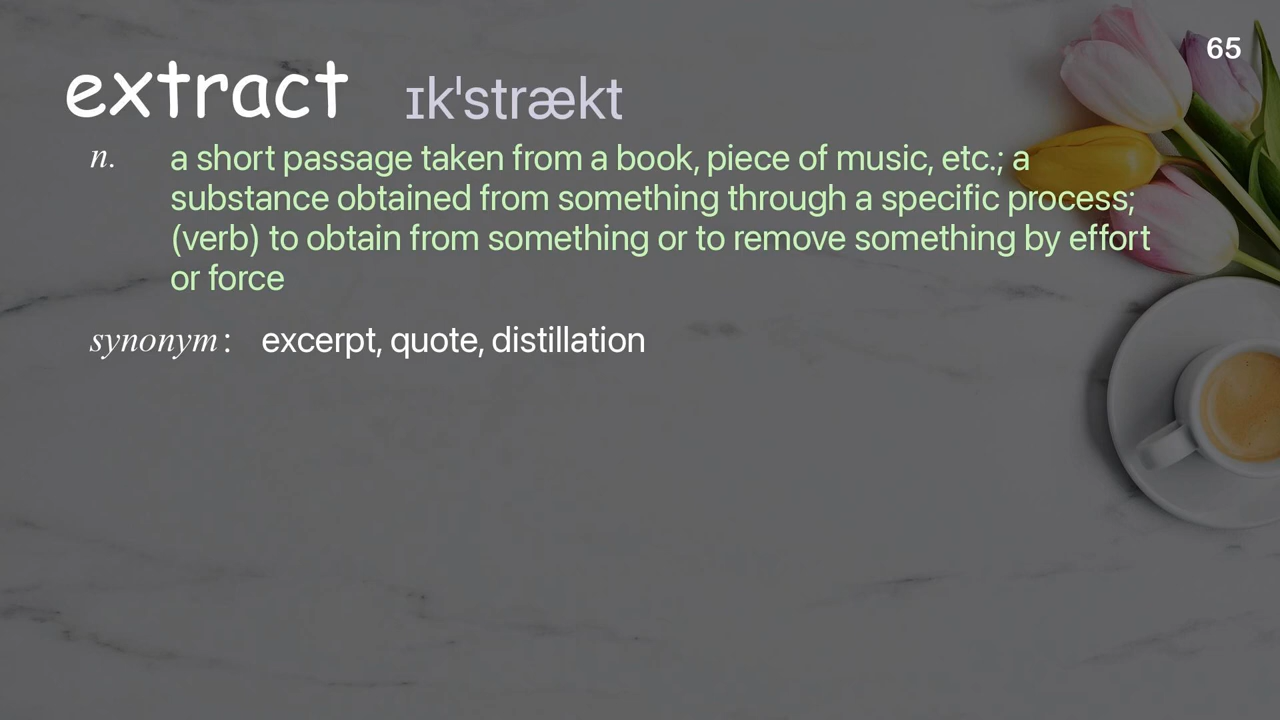 65
extract ɪkˈstrækt
n. a short passage taken from a book, piece of music, etc.; a
substance obtained from something through a specific process;
(verb) to obtain from something or to remove something by effort
or force
synonym: excerpt, quote, distillation